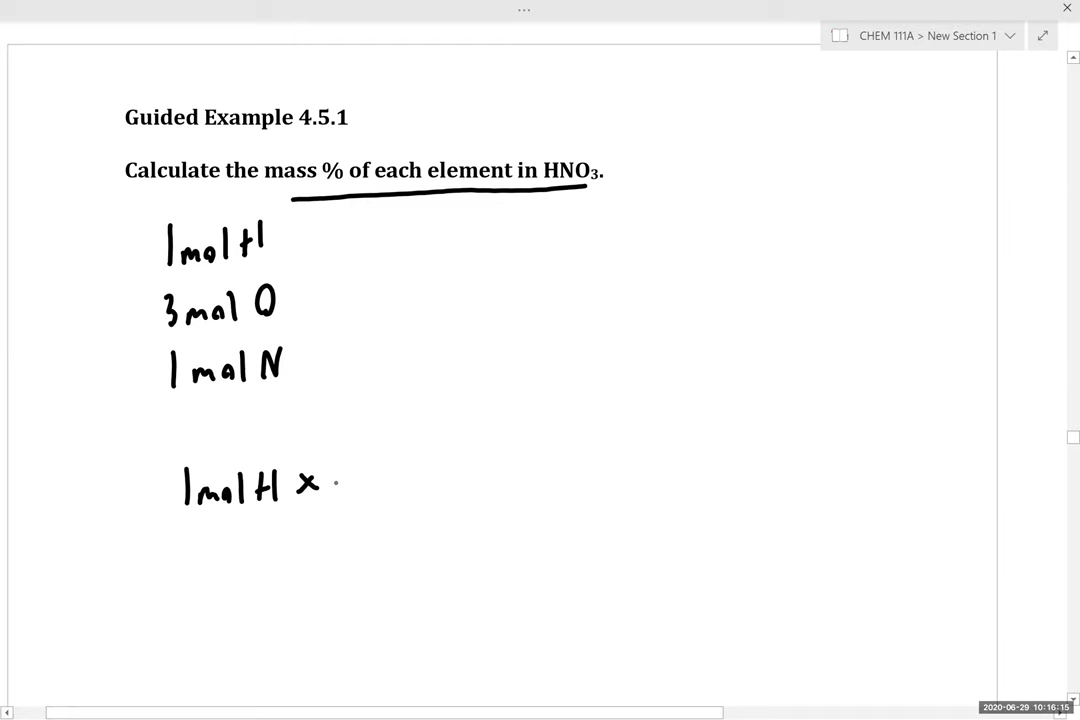 CHEM 111A > New Section 1
Guided Example 4.5.1
Calculate the mass % of each element in HNO₃.
1 mol H
3 mol O
1 mol N
1 mol H x
2020-06-29 10:16:15